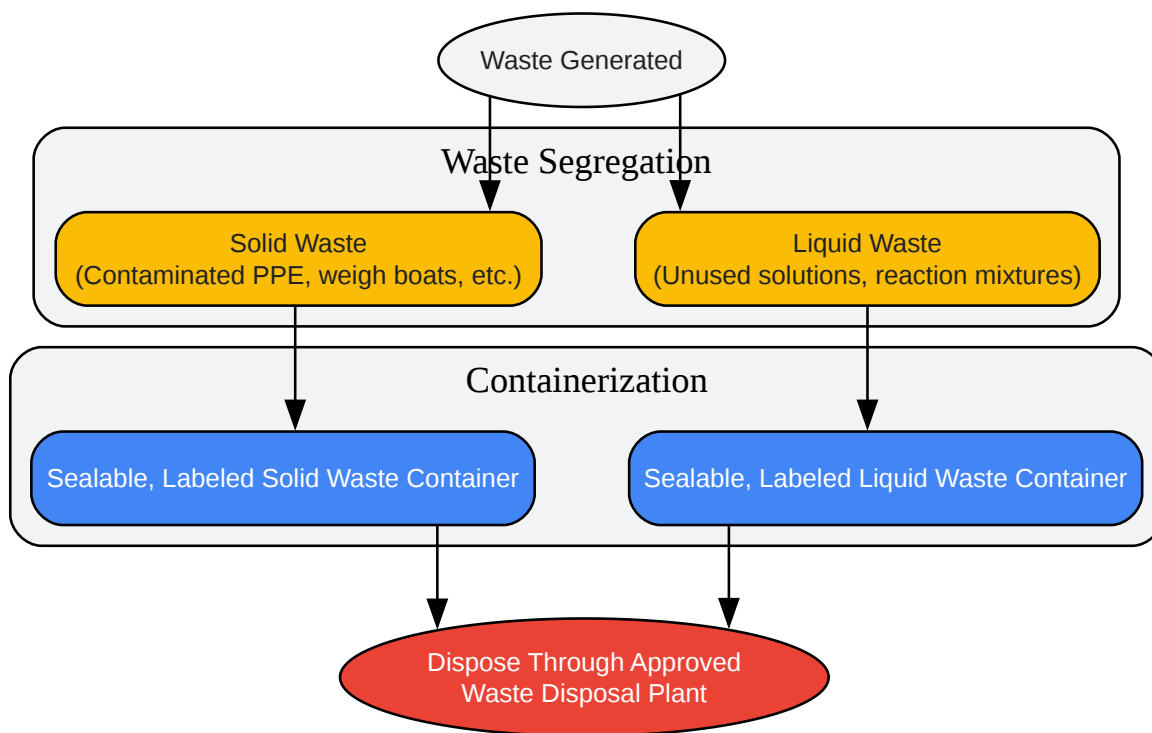 Waste Generated
Waste Segregation
Solid Waste
(Contaminated PPE, weigh boats, etc.)
Liquid Waste
(Unused solutions, reaction mixtures)
Containerization
Sealable, Labeled Solid Waste Container
Sealable, Labeled Liquid Waste Container
Dispose Through Approved
Waste Disposal Plant